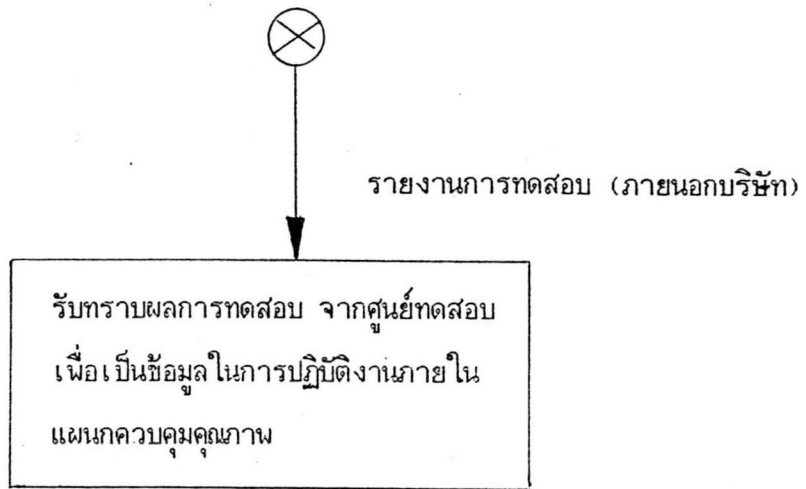 รายงานการทดสอบ (ภายนอกบริษัท)
รับทราบผลการทดสอบ จากศูนย์ทดสอบ
เพื่อเป็นข้อมูลในการปฏิบัติงานภายใน
แผนกควบคุมคุณภาพ